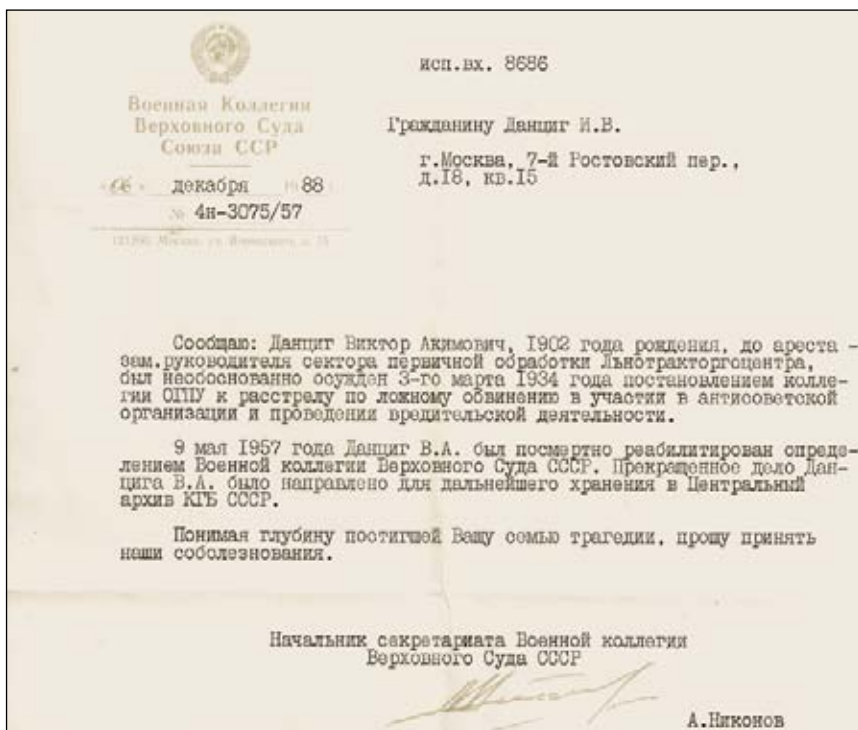 исп.вх. 8686
Военная Коллегия
Верховного Суда
Союза ССР
Гражданину Данциг И.В.
г.Москва, 7-й Ростовский пер.,
д.18, кв.15
«06» декабря 1988 г.
№ 4н-3075/57
Москва, ул.
Сообщаю: Данциг Виктор Акимович, 1902 года рождения, до ареста -
зам.руководителя сектора первичной обработки Льнотракторгоцентра,
был необоснованно осужден 3-го марта 1934 года постановлением колле-
гии ОГПУ к расстрелу по ложному обвинению в участии в антисоветской
организации и проведении вредительской деятельности.
9 мая 1957 года Данциг В.А. был посмертно реабилитирован опреде-
лением Военной коллегии Верховного Суда СССР. Прекращенное дело Дан-
цига В.А. было направлено для дальнейшего хранения в Центральный
архив КГБ СССР.
Понимая глубину постигшей Вашу семью трагедии, прошу принять
наши соболезнования.
Начальник секретариата Военной коллегии
Верховного Суда СССР
А.Никонов